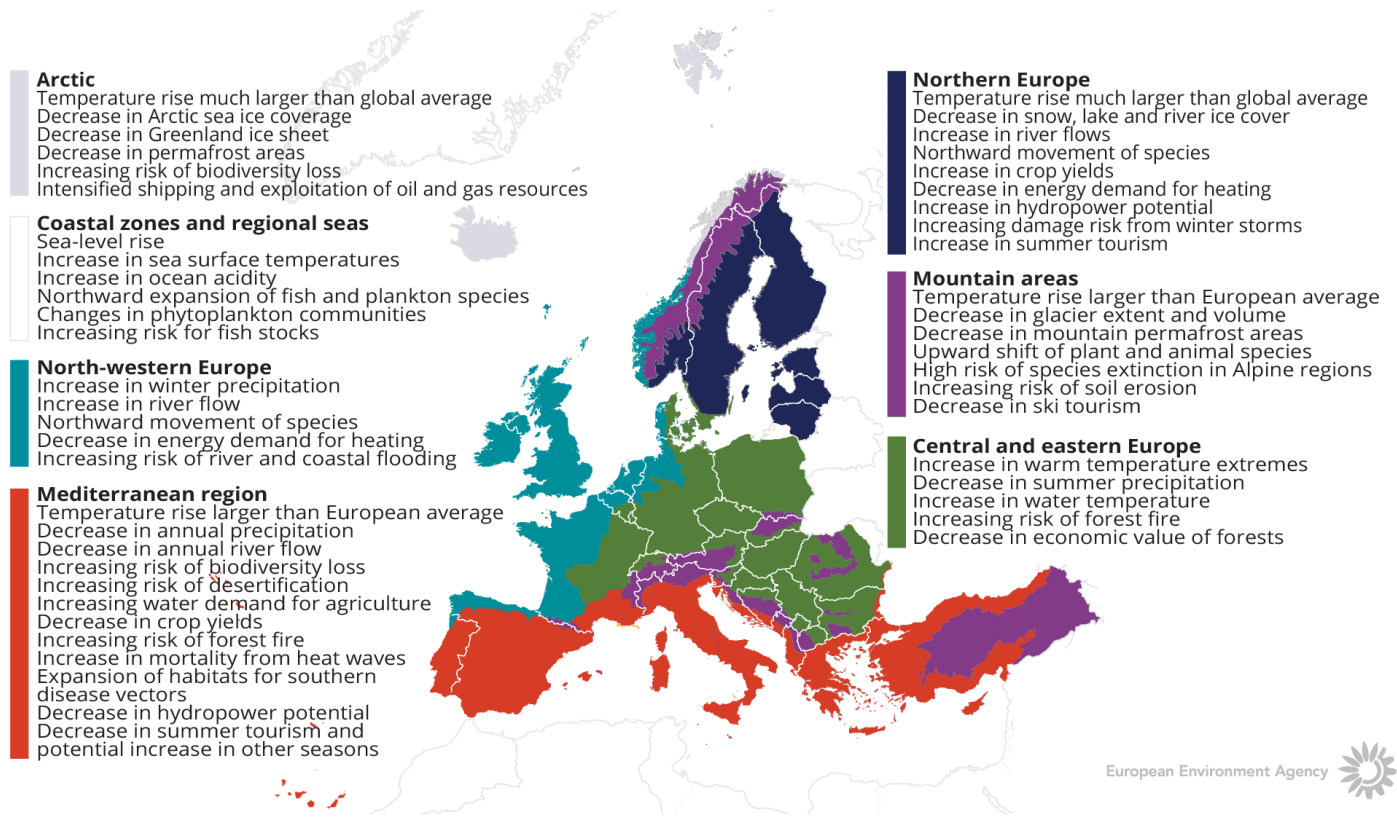 Arctic
Temperature rise much larger than global average
Decrease in Arctic sea ice coverage
Decrease in Greenland ice sheet
Decrease in permafrost areas
Increasing risk of biodiversity loss
Intensified shipping and exploitation of oil and gas resources
Coastal zones and regional seas
Sea-level rise
Increase in sea surface temperatures
Increase in ocean acidity
Northward expansion of fish and plankton species
Changes in phytoplankton communities
Increasing risk for fish stocks
North-western Europe
Increase in winter precipitation
Increase in river flow
Northward movement of species
Decrease in energy demand for heating
Increasing risk of river and coastal flooding
Mediterranean region
Temperature rise larger than European average
Decrease in annual precipitation
Decrease in annual river flow
Increasing risk of biodiversity loss
Increasing risk of desertification
Increasing water demand for agriculture
Decrease in crop yields
Increasing risk of forest fire
Increase in mortality from heat waves
Expansion of habitats for southern
disease vectors
Decrease in hydropower potential
Decrease in summer tourism and
potential increase in other seasons
Northern Europe
Temperature rise much larger than global average
Decrease in snow, lake and river ice cover
Increase in river flows
Northward movement of species
Increase in crop yields
Decrease in energy demand for heating
Increase in hydropower potential
Increasing damage risk from winter storms
Increase in summer tourism
Mountain areas
Temperature rise larger than European average
Decrease in glacier extent and volume
Decrease in mountain permafrost areas
Upward shift of plant and animal species
High risk of species extinction in Alpine regions
Increasing risk of soil erosion
Decrease in ski tourism
Central and eastern Europe
Increase in warm temperature extremes
Decrease in summer precipitation
Increase in water temperature
Increasing risk of forest fire
Decrease in economic value of forests
European Environment Agency